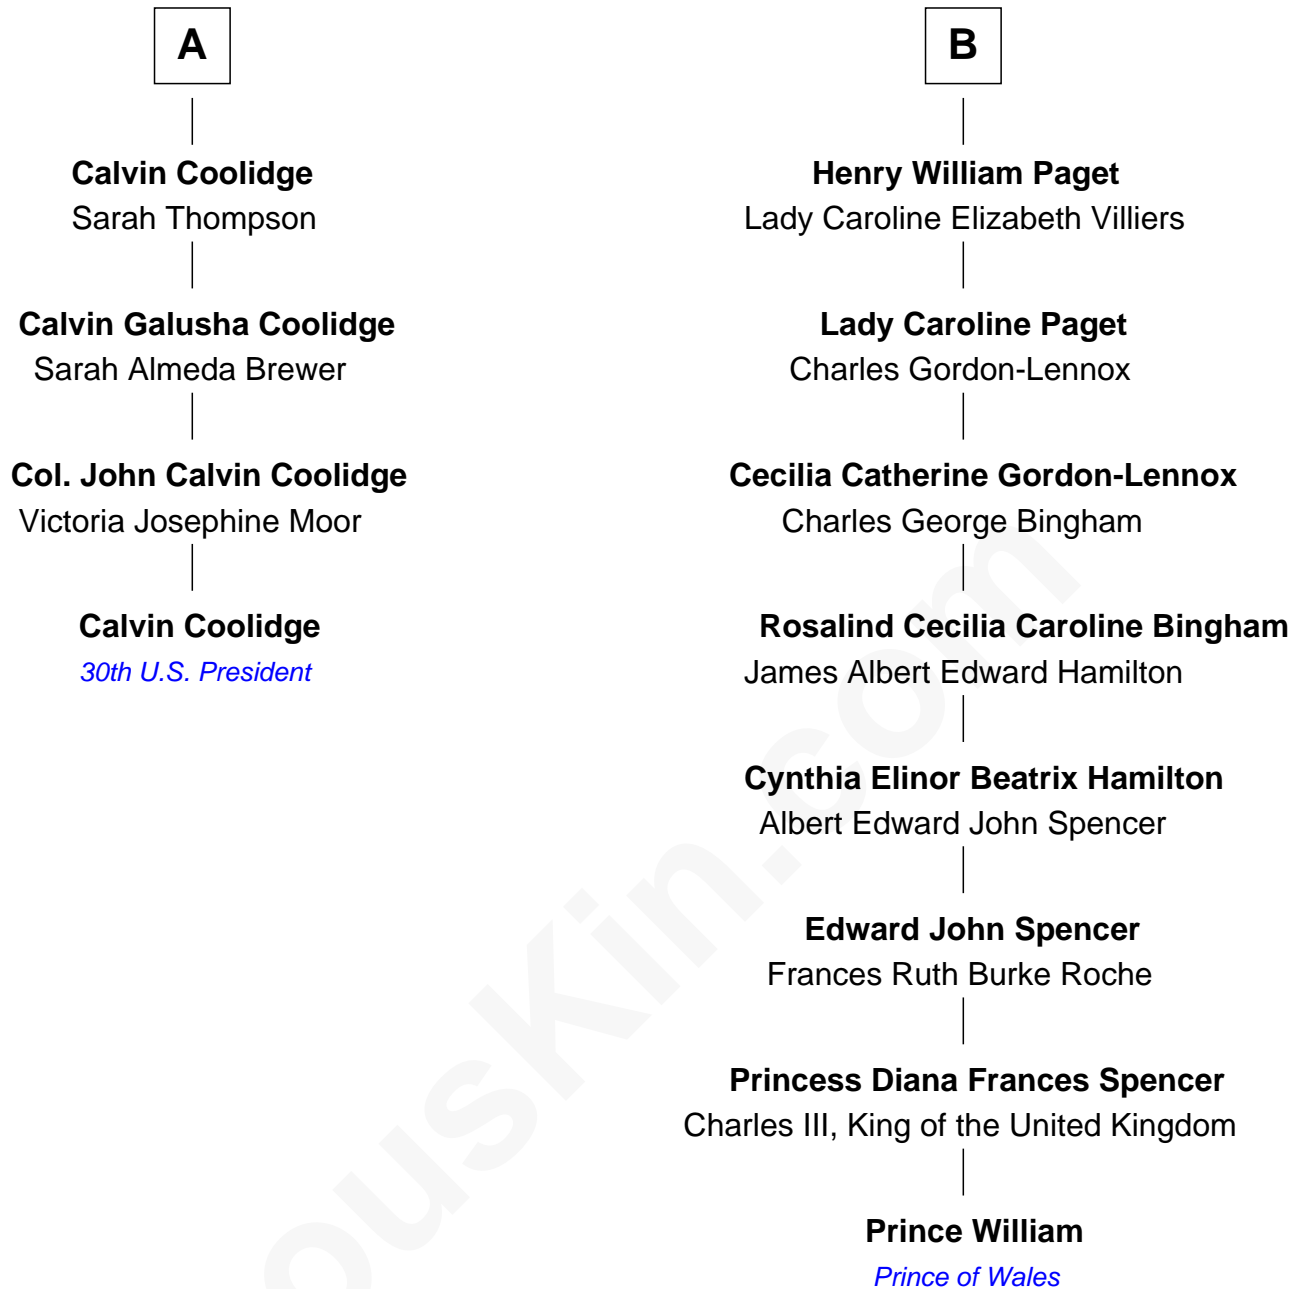 A
Calvin Coolidge
Sarah Thompson
Calvin Galusha Coolidge
Sarah Almeda Brewer
Col. John Calvin Coolidge
Victoria Josephine Moor
Calvin Coolidge
30th U.S. President
B
Henry William Paget
Lady Caroline Elizabeth Villiers
Lady Caroline Paget
Charles Gordon-Lennox
Cecilia Catherine Gordon-Lennox
Charles George Bingham
Rosalind Cecilia Caroline Bingham
James Albert Edward Hamilton
Cynthia Elinor Beatrix Hamilton
Albert Edward John Spencer
Edward John Spencer
Frances Ruth Burke Roche
Princess Diana Frances Spencer
Charles III, King of the United Kingdom
Prince William
Prince of Wales
ousKin.com